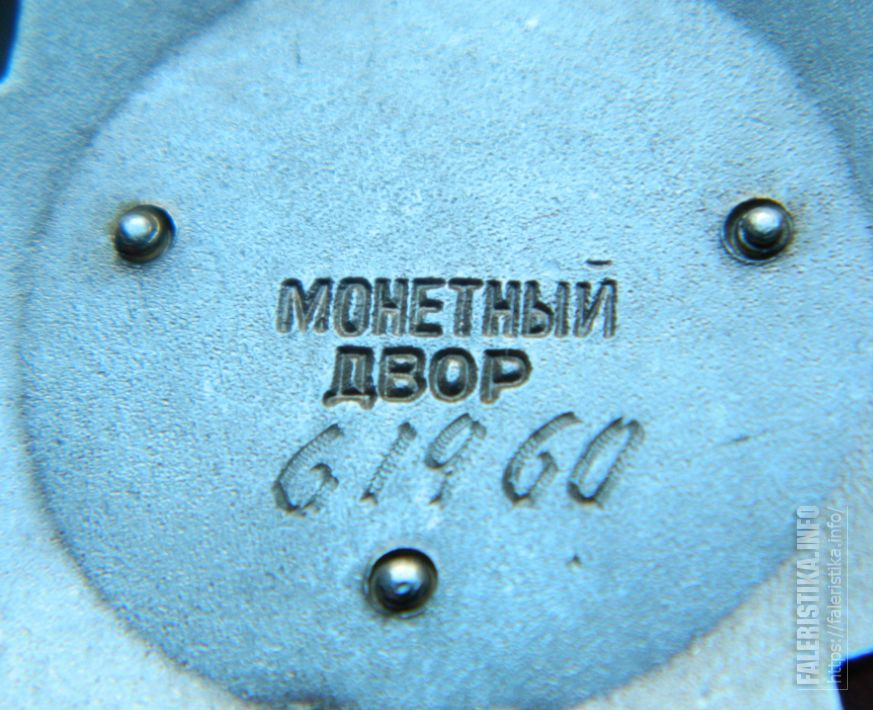 МОНЕТНЫЙ
ДВОР
61960
FALERISTIKA.INFO
https://faleristika.info/